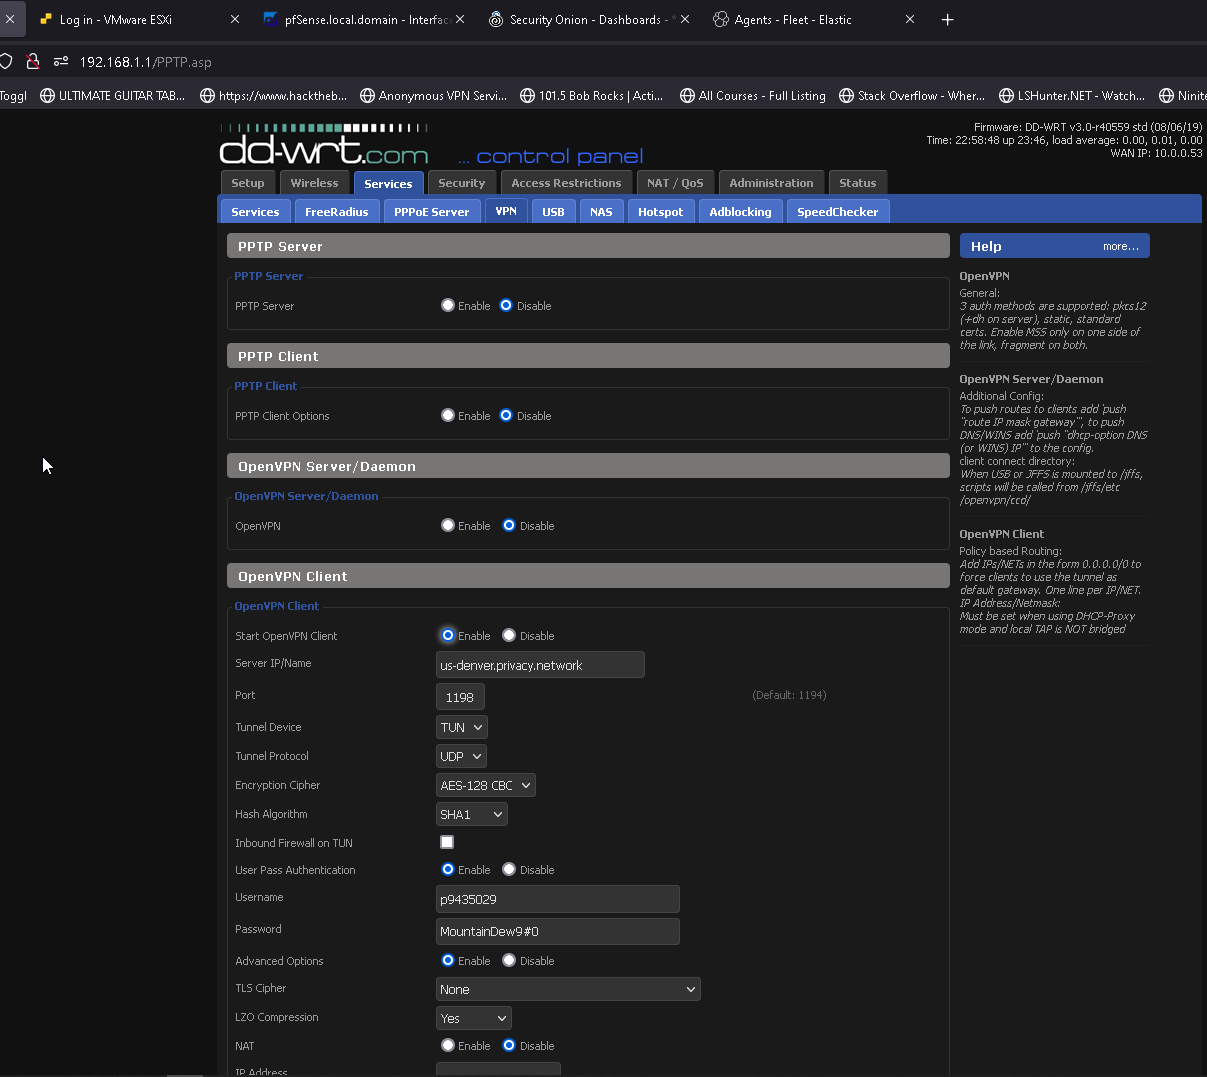 Log in - VMware ESXi
pfSense.local.domain - Interfac
Security Onion - Dashboards -
Agents - Fleet - Elastic
192.168.1.1/PPTP.asp
Toggl ULTIMATE GUITAR TAB... https://www.hacktheb... Anonymous VPN Servi... 101.5 Bob Rocks | Acti... All Courses - Full Listing Stack Overflow - Wher... LSHunter.NET - Watch... Ninite
dd-wrt.com ... control panel
Firmware: DD-WRT v3.0-r40559 std (08/06/19)
Time: 22:58:48 up 23:46, load average: 0.00, 0.01, 0.00
WAN IP: 10.0.0.53
Setup Wireless Services Security Access Restrictions NAT / QoS Administration Status
Services FreeRadius PPPoE Server VPN USB NAS Hotspot Adblocking SpeedChecker
PPTP Server
PPTP Server
PPTP Server Enable Disable
PPTP Client
PPTP Client
PPTP Client Options Enable Disable
OpenVPN Server/Daemon
OpenVPN Server/Daemon
OpenVPN Enable Disable
OpenVPN Client
OpenVPN Client
Start OpenVPN Client Enable Disable
Server IP/Name us-denver.privacy.network
Port 1198 (Default: 1194)
Tunnel Device TUN
Tunnel Protocol UDP
Encryption Cipher AES-128 CBC
Hash Algorithm SHA1
Inbound Firewall on TUN
User Pass Authentication Enable Disable
Username p9435029
Password MountainDew9#0
Advanced Options Enable Disable
TLS Cipher None
LZO Compression Yes
NAT Enable Disable
IP Address
Help more...
OpenVPN
General:
3 auth methods are supported: pkcs12
(+dh on server), static, standard
certs. Enable MSS only on one side of
the link, fragment on both.
OpenVPN Server/Daemon
Additional Config:
To push routes to clients add 'push
"route IP mask gateway"', to push
DNS/WINS add 'push "dhcp-option DNS
(or WINS) IP"' to the config.
client connect directory:
When USB or JFFS is mounted to /jffs,
scripts will be called from /jffs/etc
/openvpn/ccd/
OpenVPN Client
Policy based Routing:
Add IPs/NETs in the form 0.0.0.0/0 to
force clients to use the tunnel as
default gateway. One line per IP/NET.
IP Address/Netmask:
Must be set when using DHCP-Proxy
mode and local TAP is NOT bridged